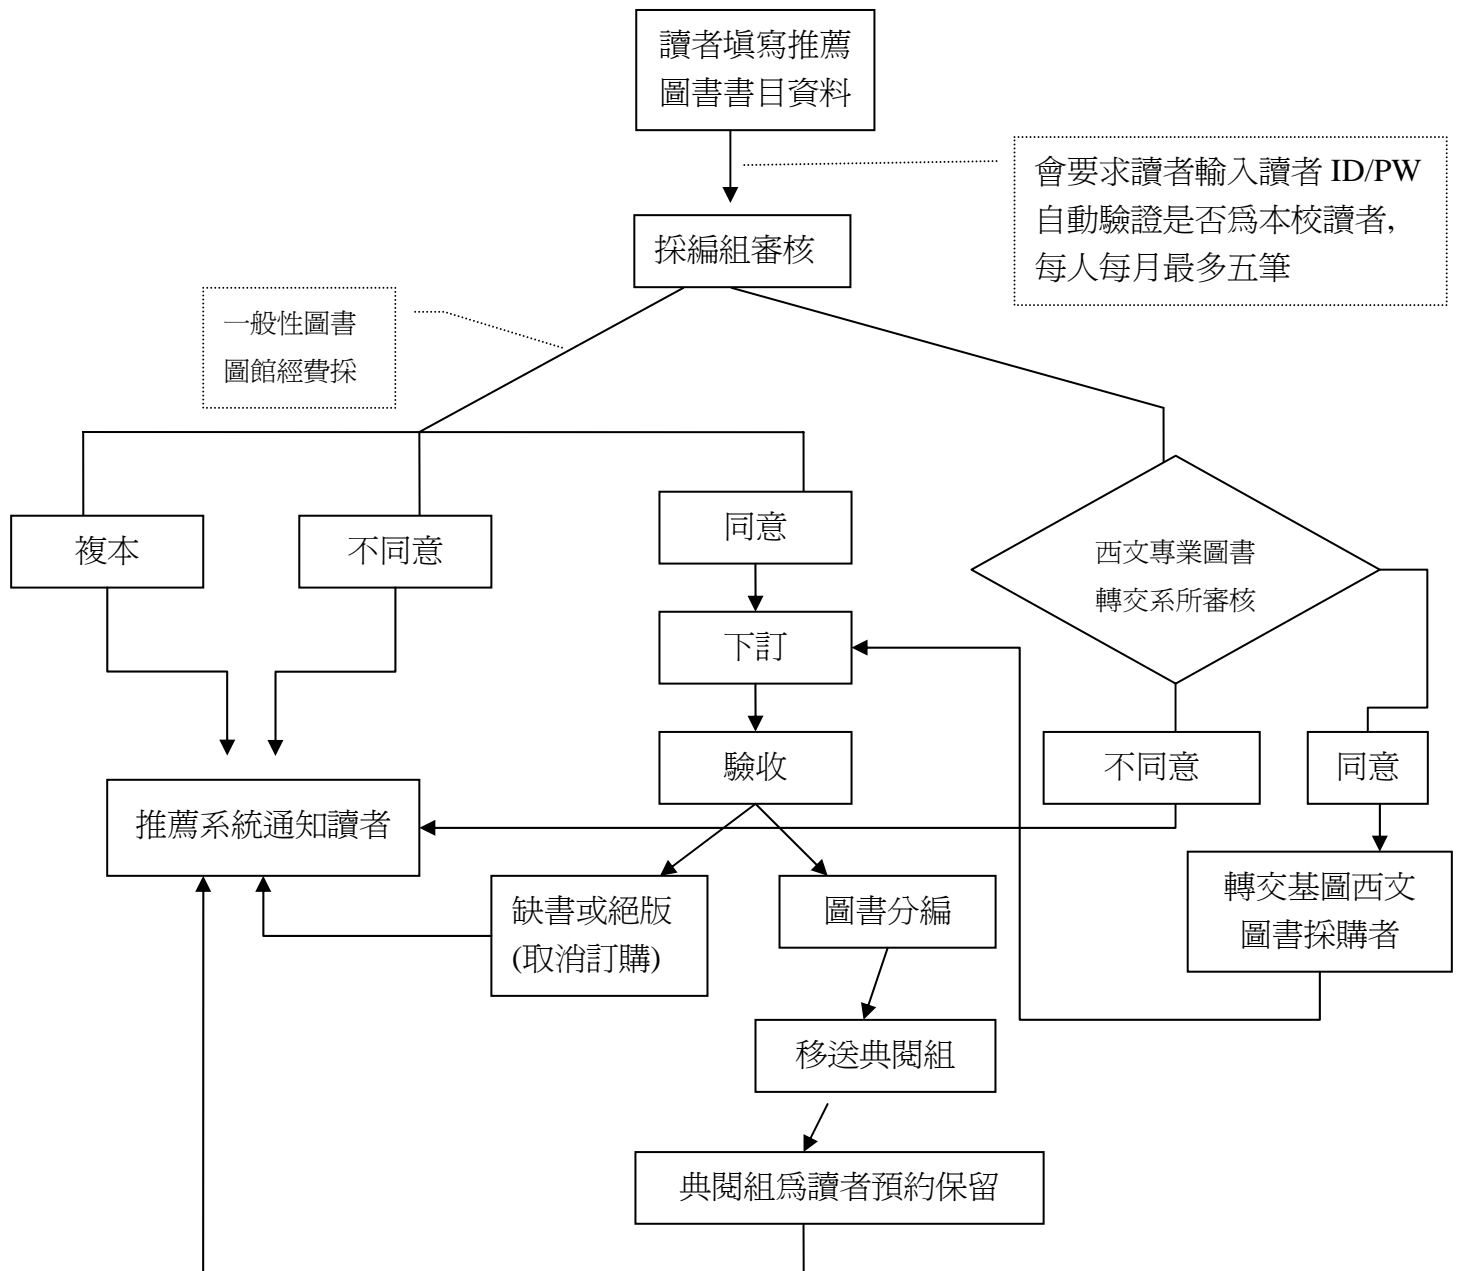 讀者填寫推薦
圖書書目資料
會要求讀者輸入讀者 ID/PW
自動驗證是否為本校讀者,
每人每月最多五筆
採編組審核
一般性圖書
圖館經費採
複本
不同意
同意
西文專業圖書
轉交系所審核
下訂
驗收
不同意
同意
推薦系統通知讀者
缺書或絕版
(取消訂購)
圖書分編
轉交基圖西文
圖書採購者
移送典閱組
典閱組為讀者預約保留